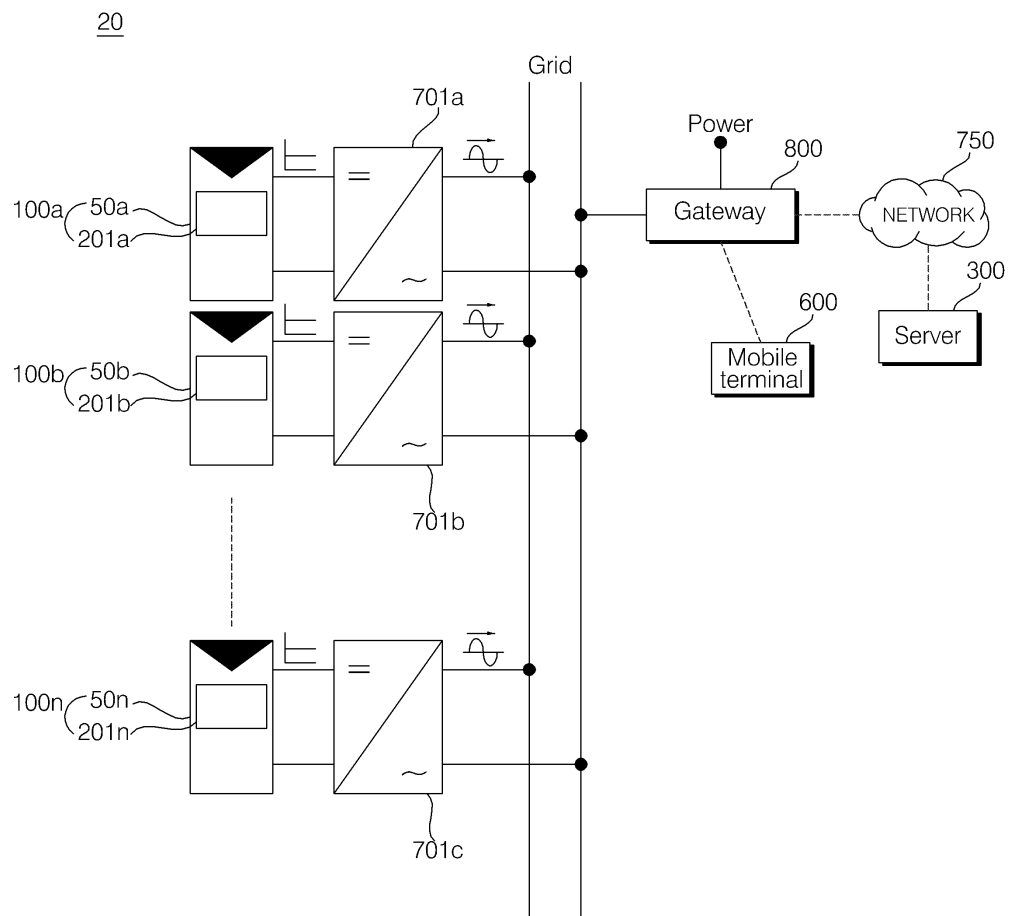 20
Grid
701a
Power
800
750
100a
50a
201a
Gateway
NETWORK
600
300
100b
50b
201b
Mobile
terminal
Server
701b
100n
50n
201n
701c